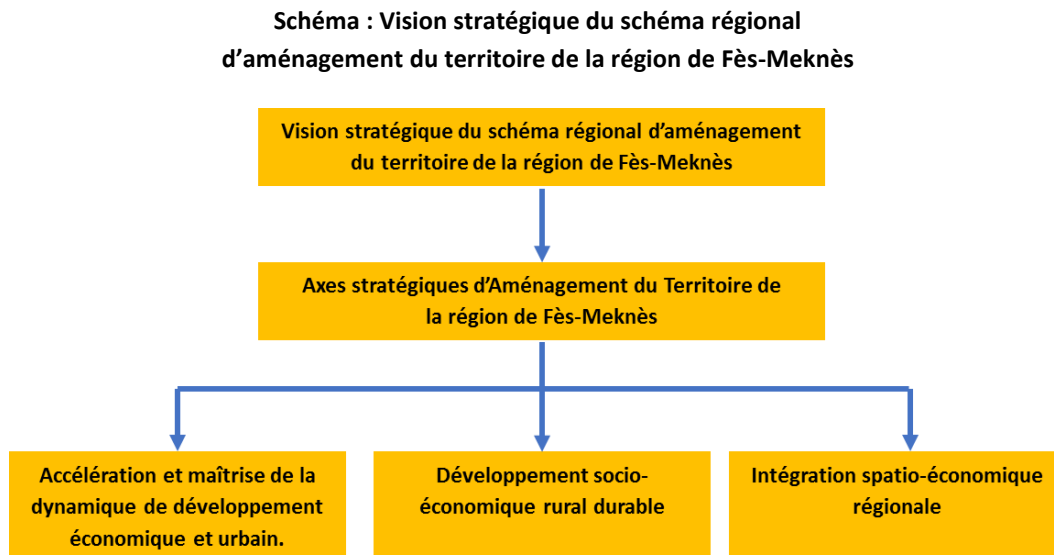 Schéma : Vision stratégique du schéma régional
d’aménagement du territoire de la région de Fès-Meknès
Vision stratégique du schéma régional d’aménagement
du territoire de la région de Fès-Meknès
Axes stratégiques d’Aménagement du Territoire de
la région de Fès-Meknès
Accélération et maîtrise de la
dynamique de développement
économique et urbain.
Développement socio-
économique rural durable
Intégration spatio-économique
régionale